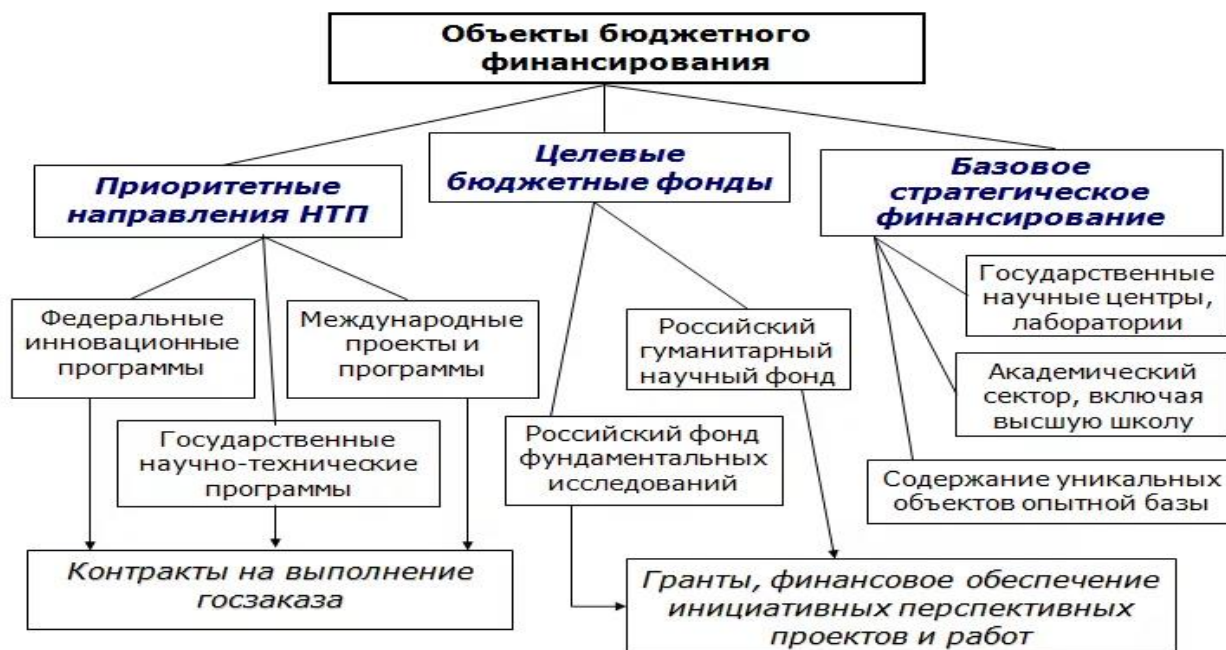 Объекты бюджетного
финансирования
Приоритетные
направления НТП
Целевые
бюджетные фонды
Базовое
стратегическое
финансирование
Федеральные
инновационные
программы
Международные
проекты и
программы
Государственные
научно-технические
программы
Российский
гуманитарный
научный фонд
Российский фонд
фундаментальных
исследований
Государственные
научные центры,
лаборатории
Академический
сектор, включая
высшую школу
Содержание уникальных
объектов опытной базы
Контракты на выполнение
госзаказа
Гранты, финансовое обеспечение
инициативных перспективных
проектов и работ